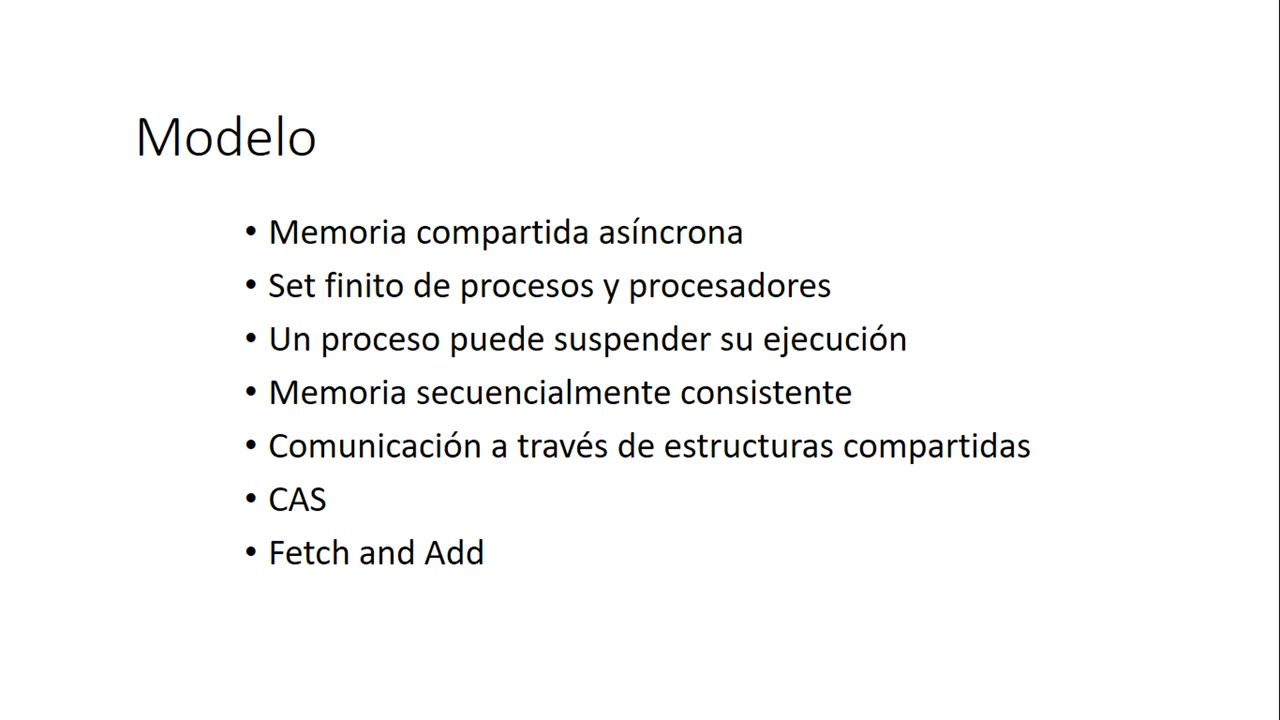 Modelo
• Memoria compartida asíncrona
• Set finito de procesos y procesadores
• Un proceso puede suspender su ejecución
• Memoria secuencialmente consistente
• Comunicación a través de estructuras compartidas
• CAS
• Fetch and Add